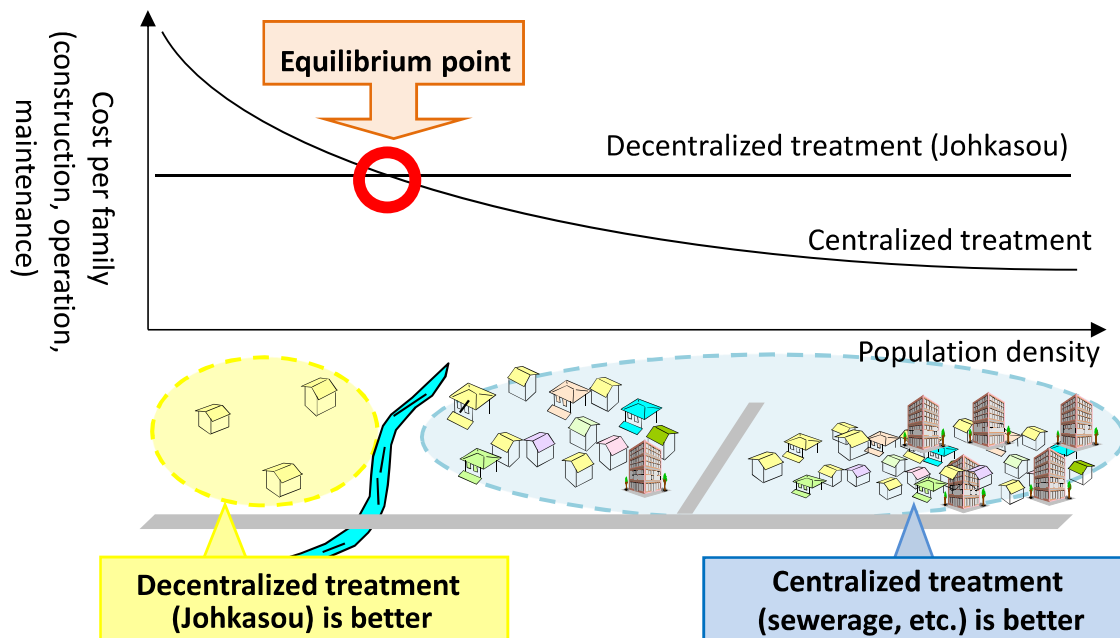 Equilibrium point
Cost per family
(construction, operation,
maintenance)
Decentralized treatment (Johkasou)
Centralized treatment
Population density
Decentralized treatment
(Johkasou) is better
Centralized treatment
(sewerage, etc.) is better